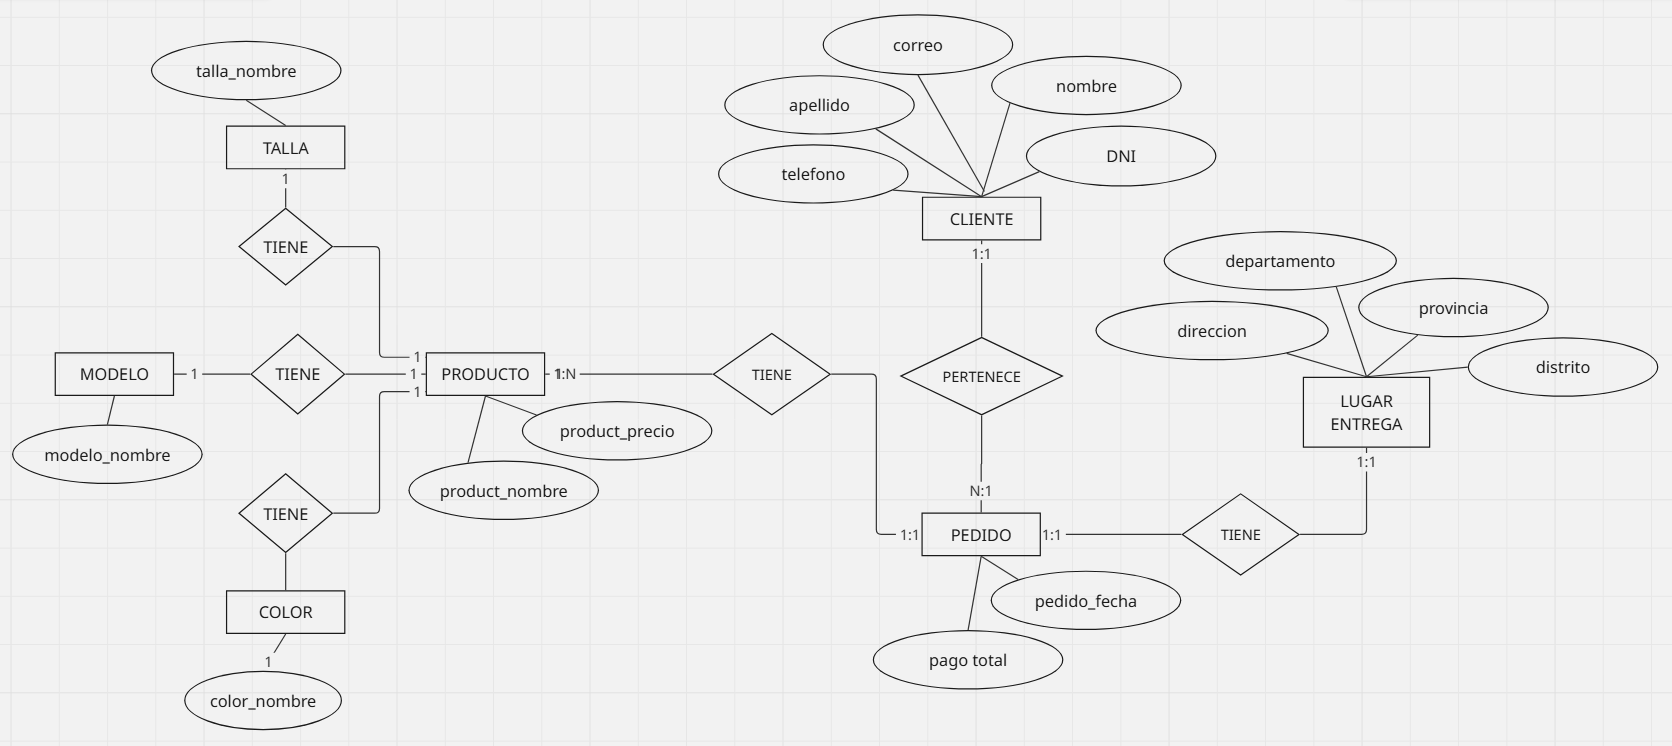 correo
talla_nombre
nombre
apellido
TALLA
DNI
telefono
1
CLIENTE
TIENE
1:1
departamento
provincia
direccion
1
distrito
MODELO
1
TIENE
1
PRODUCTO
1:N
TIENE
PERTENECE
1
LUGAR
ENTREGA
product_precio
modelo_nombre
1:1
product_nombre
N:1
TIENE
1:1
PEDIDO
1:1
TIENE
COLOR
pedido_fecha
1
pago total
color_nombre